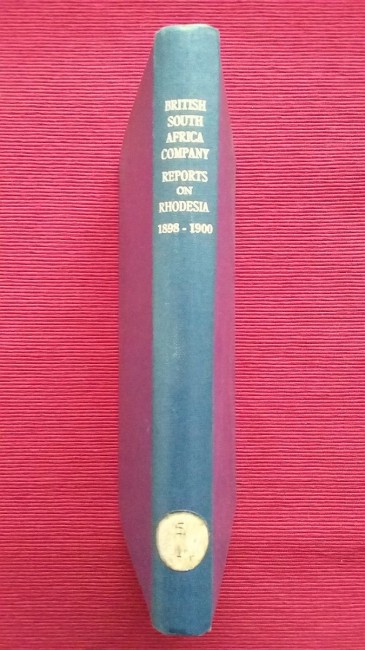 BRITISH
SOUTH
AFRICA
COMPANY
REPORTS
ON
RHODESIA
1898 - 1900